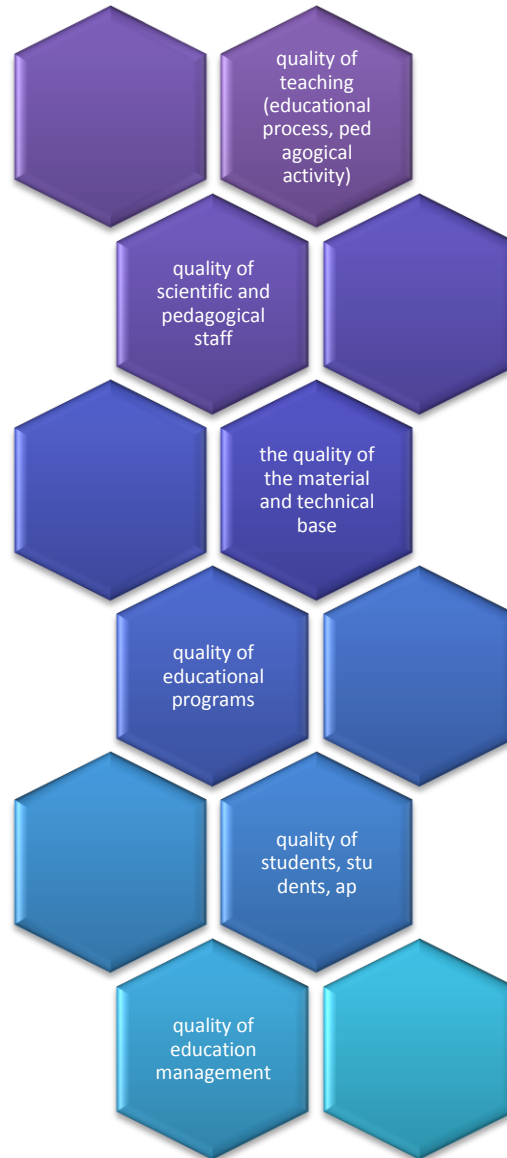 quality of
teaching
(educational
process, ped
agogical
activity)
quality of
scientific and
pedagogical
staff
the quality of
the material
and technical
base
quality of
educational
programs
quality of
students, stu
dents, ap
quality of
education
management